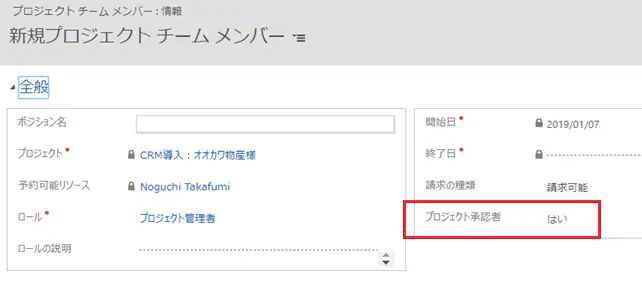 プロジェクト チーム メンバー : 情報
新規プロジェクト チーム メンバー
全般
ポジション名
プロジェクト* CRM導入：オオカワ物産様
予約可能リソース Noguchi Takafumi
ロール* プロジェクト管理者
ロールの説明
開始日* 2019/01/07
終了日*
請求の種類 請求可能
プロジェクト承認者 はい